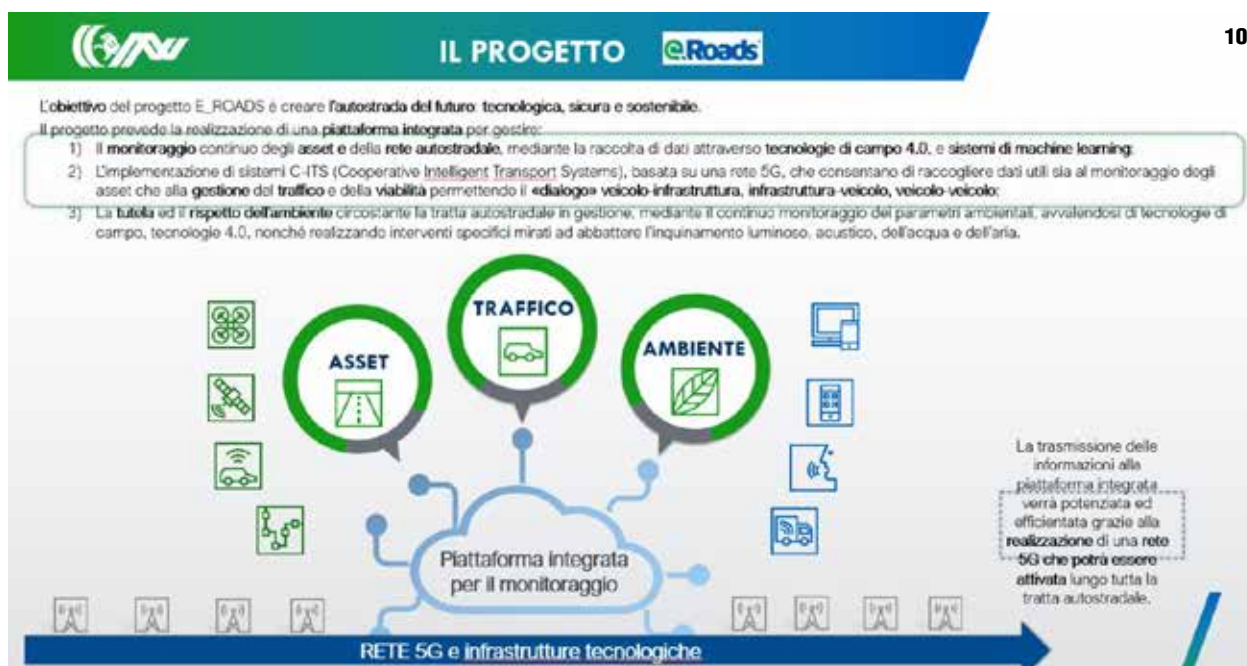 IL PROGETTO e.Roads
10
L'obiettivo del progetto E_ROADS è creare l'autostrada del futuro: tecnologica, sicura e sostenibile.
Il progetto prevede la realizzazione di una piattaforma integrata per gestire:
1) Il monitoraggio continuo degli asset e della rete autostradale, mediante la raccolta di dati attraverso tecnologie di campo 4.0, e sistemi di machine learning;
2) L'implementazione di sistemi C-ITS (Cooperative Intelligent Transport Systems), basata su una rete 5G, che consentano di raccogliere dati utili sia al monitoraggio degli
asset che alla gestione del traffico e della viabilità permettendo il «dialogo» veicolo-infrastruttura, infrastruttura-veicolo, veicolo-veicolo;
3) La tutela ed il rispetto dell'ambiente circostante la tratta autostradale in gestione, mediante il continuo monitoraggio dei parametri ambientali, avvalendosi di tecnologie di
campo, tecnologie 4.0, nonché realizzando interventi specifici mirati ad abbattere l'inquinamento luminoso, acustico, dell'acqua e dell'aria.
TRAFFICO
ASSET
AMBIENTE
Piattaforma integrata
per il monitoraggio
La trasmissione delle
informazioni alla
piattaforma integrata
verrà potenziata ed
efficientata grazie alla
realizzazione di una rete
5G che potrà essere
attivata lungo tutta la
tratta autostradale.
RETE 5G e infrastrutture tecnologiche